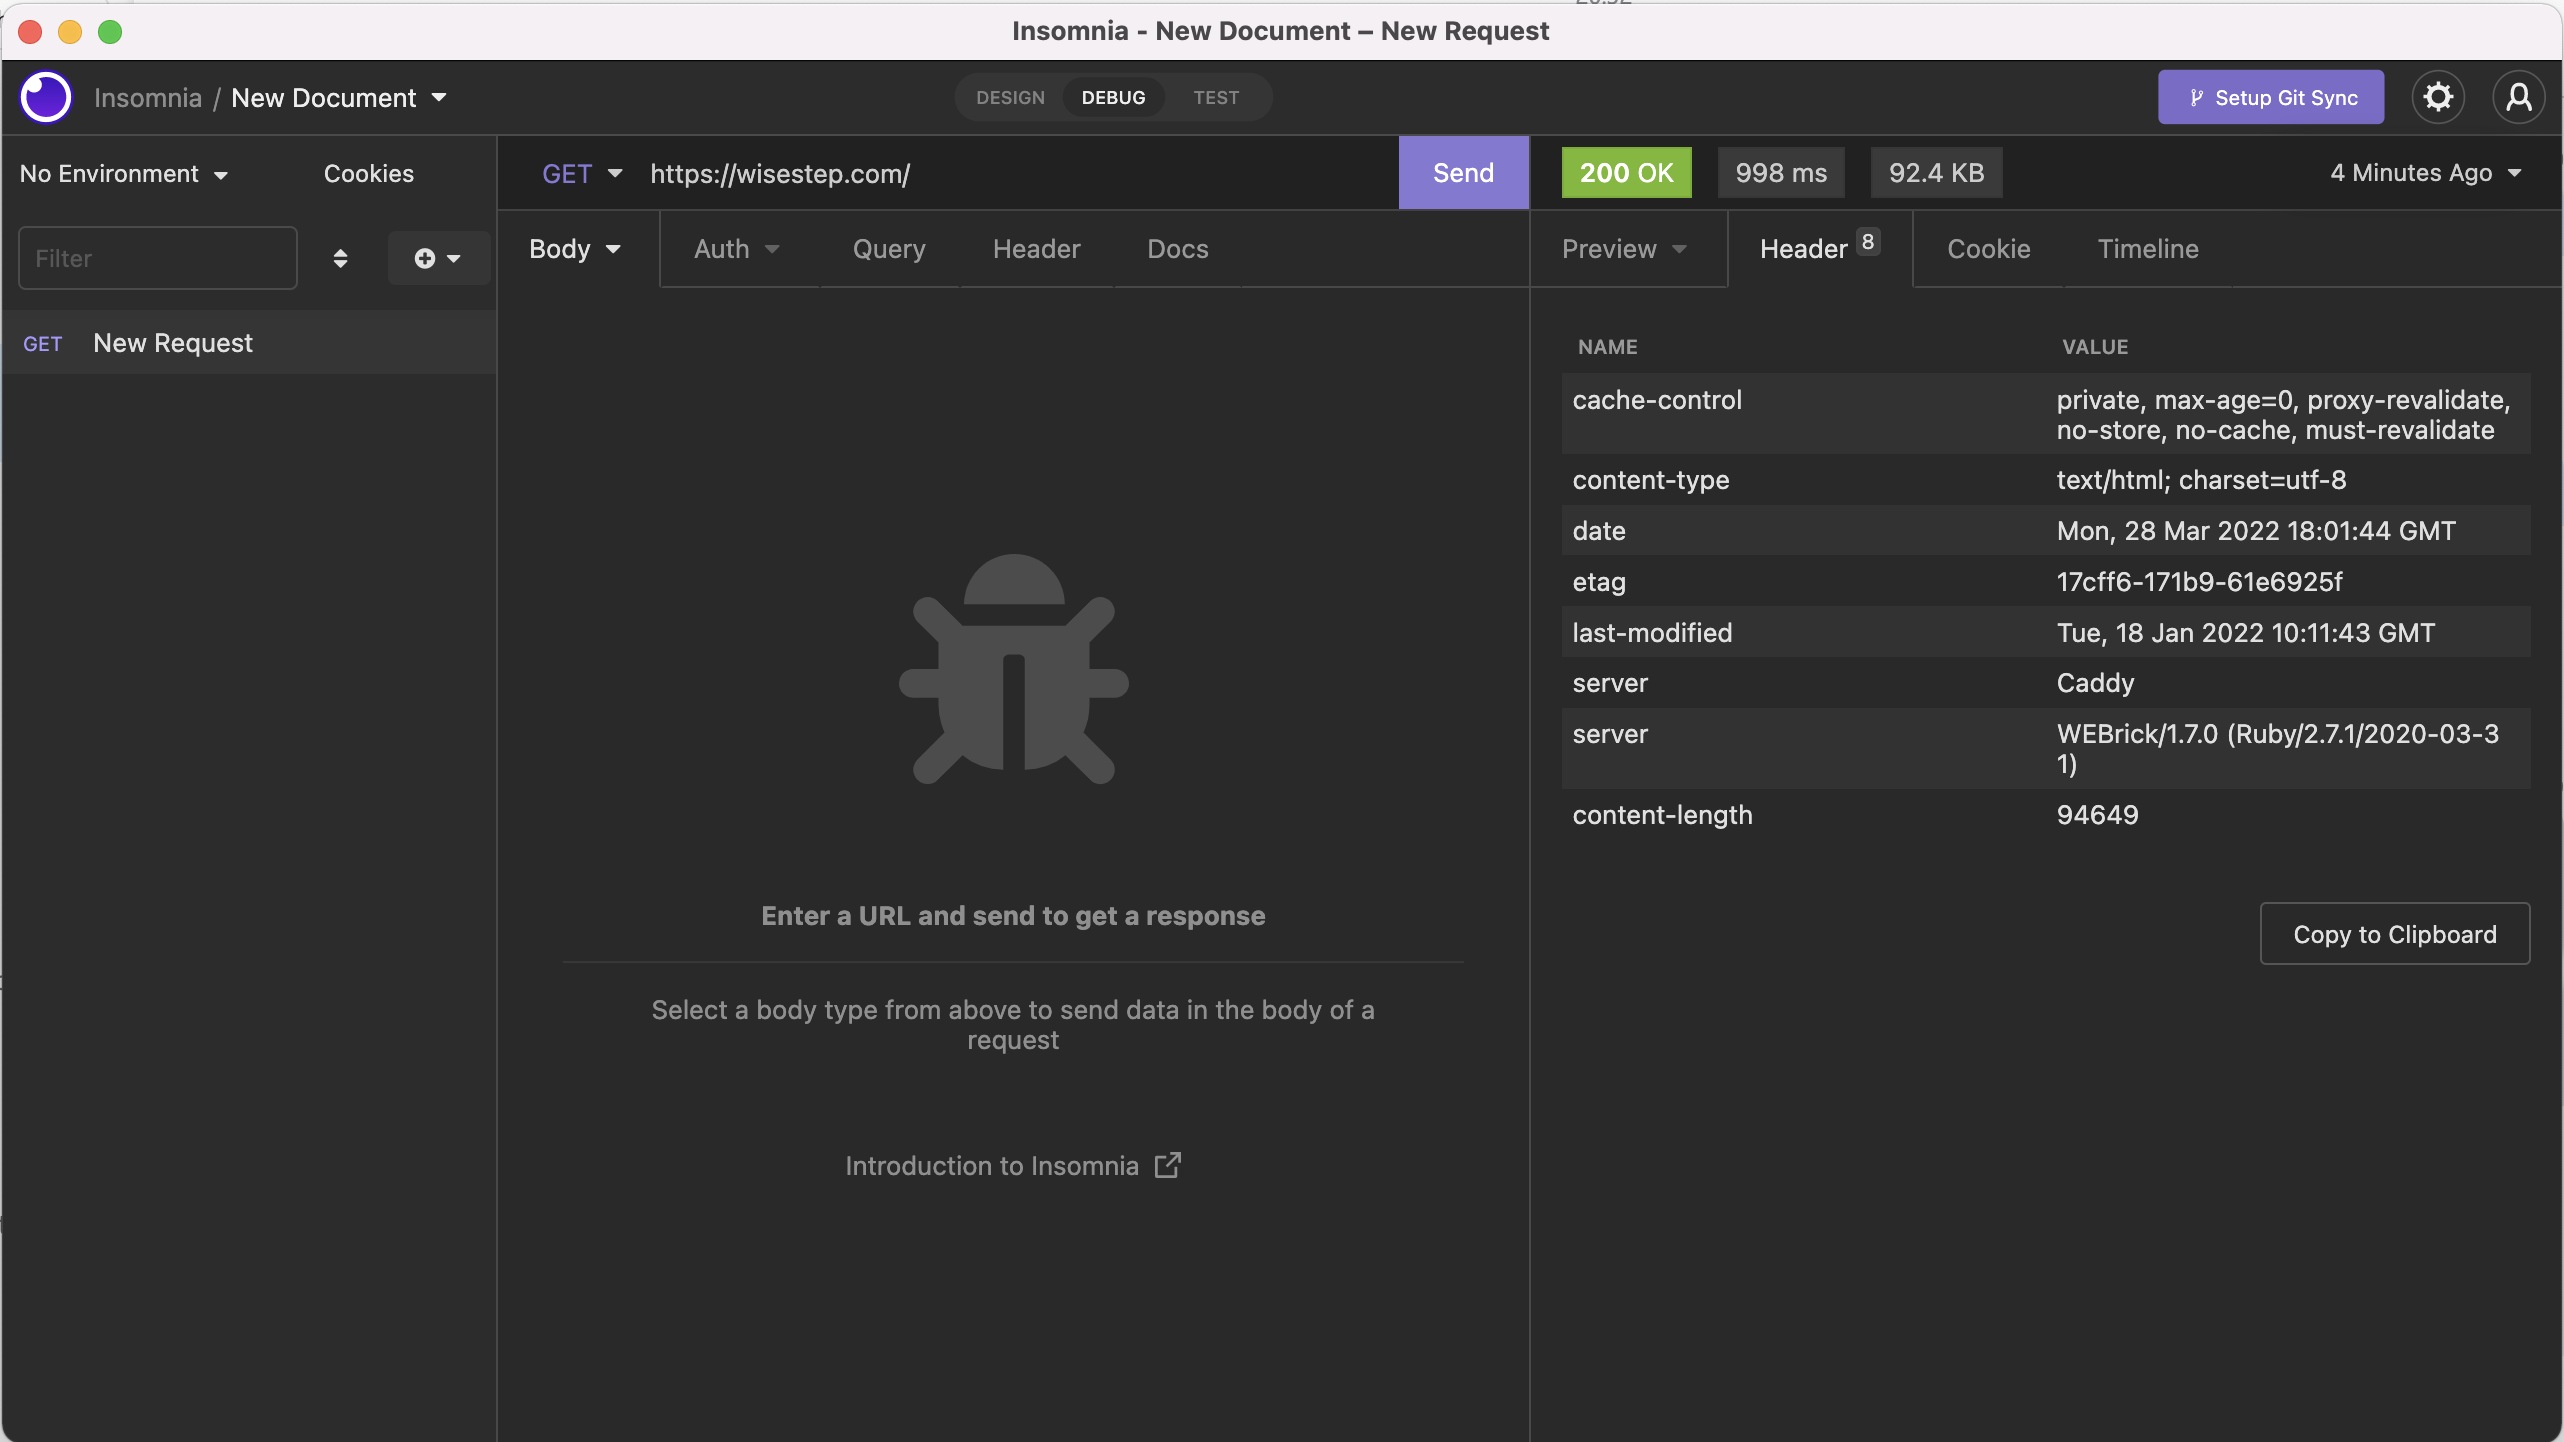 Insomnia - New Document – New Request
Insomnia / New Document
DESIGN DEBUG TEST
Setup Git Sync
No Environment Cookies
GET https://wisestep.com/ Send
200 OK 998 ms 92.4 KB 4 Minutes Ago
Filter
Body Auth Query Header Docs
Preview Header 8 Cookie Timeline
GET New Request
NAME VALUE
cache-control private, max-age=0, proxy-revalidate,
no-store, no-cache, must-revalidate
content-type text/html; charset=utf-8
date Mon, 28 Mar 2022 18:01:44 GMT
etag 17cff6-171b9-61e6925f
last-modified Tue, 18 Jan 2022 10:11:43 GMT
server Caddy
server WEBrick/1.7.0 (Ruby/2.7.1/2020-03-3
1)
content-length 94649
Copy to Clipboard
Enter a URL and send to get a response
Select a body type from above to send data in the body of a
request
Introduction to Insomnia